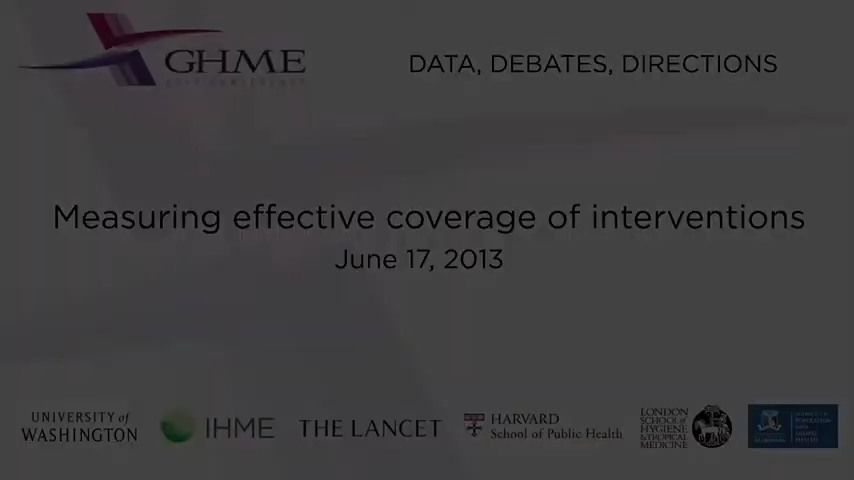 GHME
DATA, DEBATES, DIRECTIONS
Measuring effective coverage of interventions
June 17, 2013
UNIVERSITY of
WASHINGTON
IHME
THE LANCET
HARVARD
School of Public Health
LONDON
SCHOOL of
HYGIENE
&TROPICAL
MEDICINE